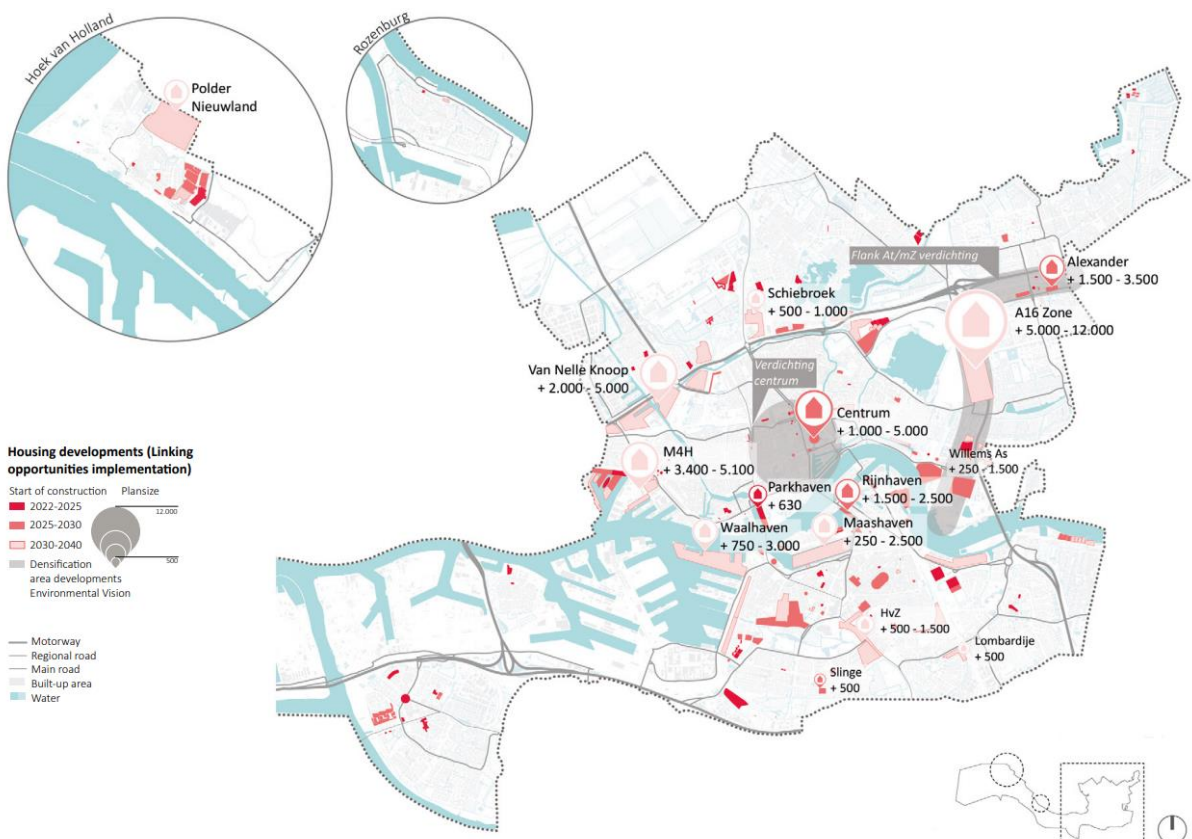 Hoek van Holland
Polder
Nieuwland
Rozenburg
Flank At/mZ verdichting
Alexander
+ 1.500 - 3.500
Schiebroek
+ 500 - 1.000
A16 Zone
+ 5.000 - 12.000
Van Nelle Knoop
+ 2.000 - 5.000
Verdichting
centrum
Centrum
+ 1.000 - 5.000
M4H
+ 3.400 - 5.100
Willems As
+ 250 - 1.500
Parkhaven
+ 630
Rijnhaven
+ 1.500 - 2.500
Waalhaven
+ 750 - 3.000
Maashaven
+ 250 - 2.500
HvZ
+ 500 - 1.500
Lombardije
+ 500
Slinge
+ 500
Housing developments (Linking
opportunities implementation)
Start of construction Plansize
2022-2025
12.000
2025-2030
2030-2040
500
Densification
area developments
Environmental Vision
Motorway
Regional road
Main road
Built-up area
Water